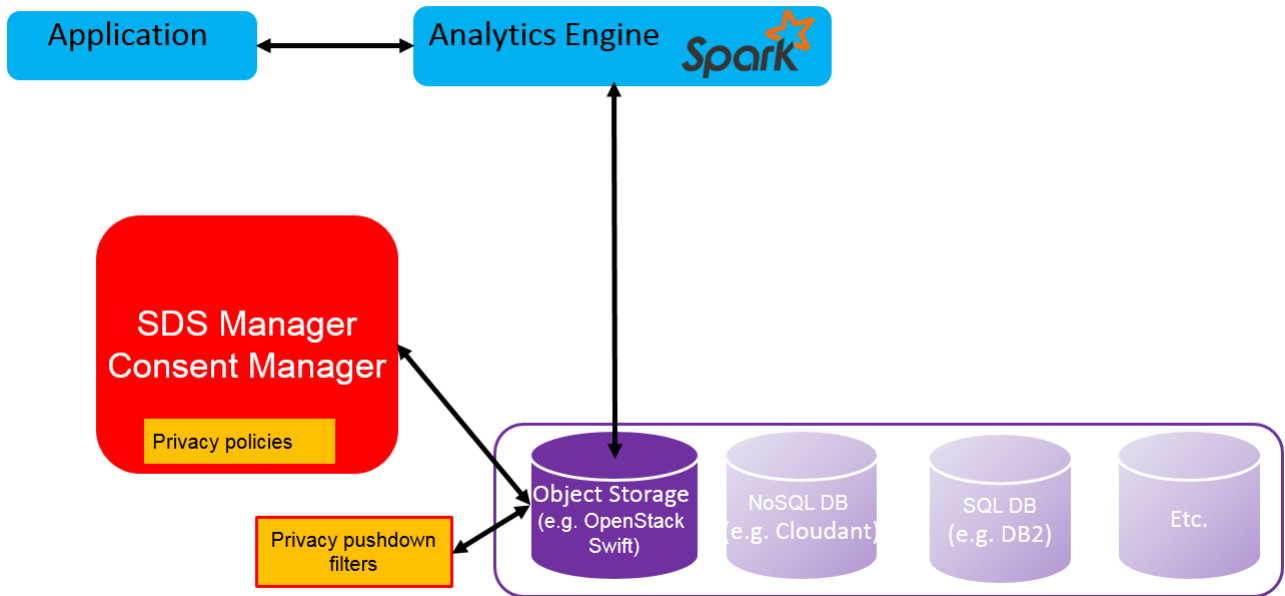 Application
Analytics Engine
Spark
SDS Manager
Consent Manager
Privacy policies
Privacy pushdown
filters
Object Storage
(e.g. OpenStack
Swift)
NoSQL DB
(e.g. Cloudant)
SQL DB
(e.g. DB2)
Etc.